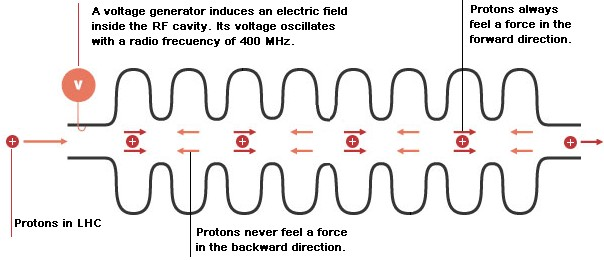 A voltage generator induces an electric field
inside the RF cavity. Its voltage oscillates
with a radio frecuency of 400 MHz.
Protons always
feel a force in the
forward direction.
V
+ + + + + +
Protons in LHC
Protons never feel a force
in the backward direction.